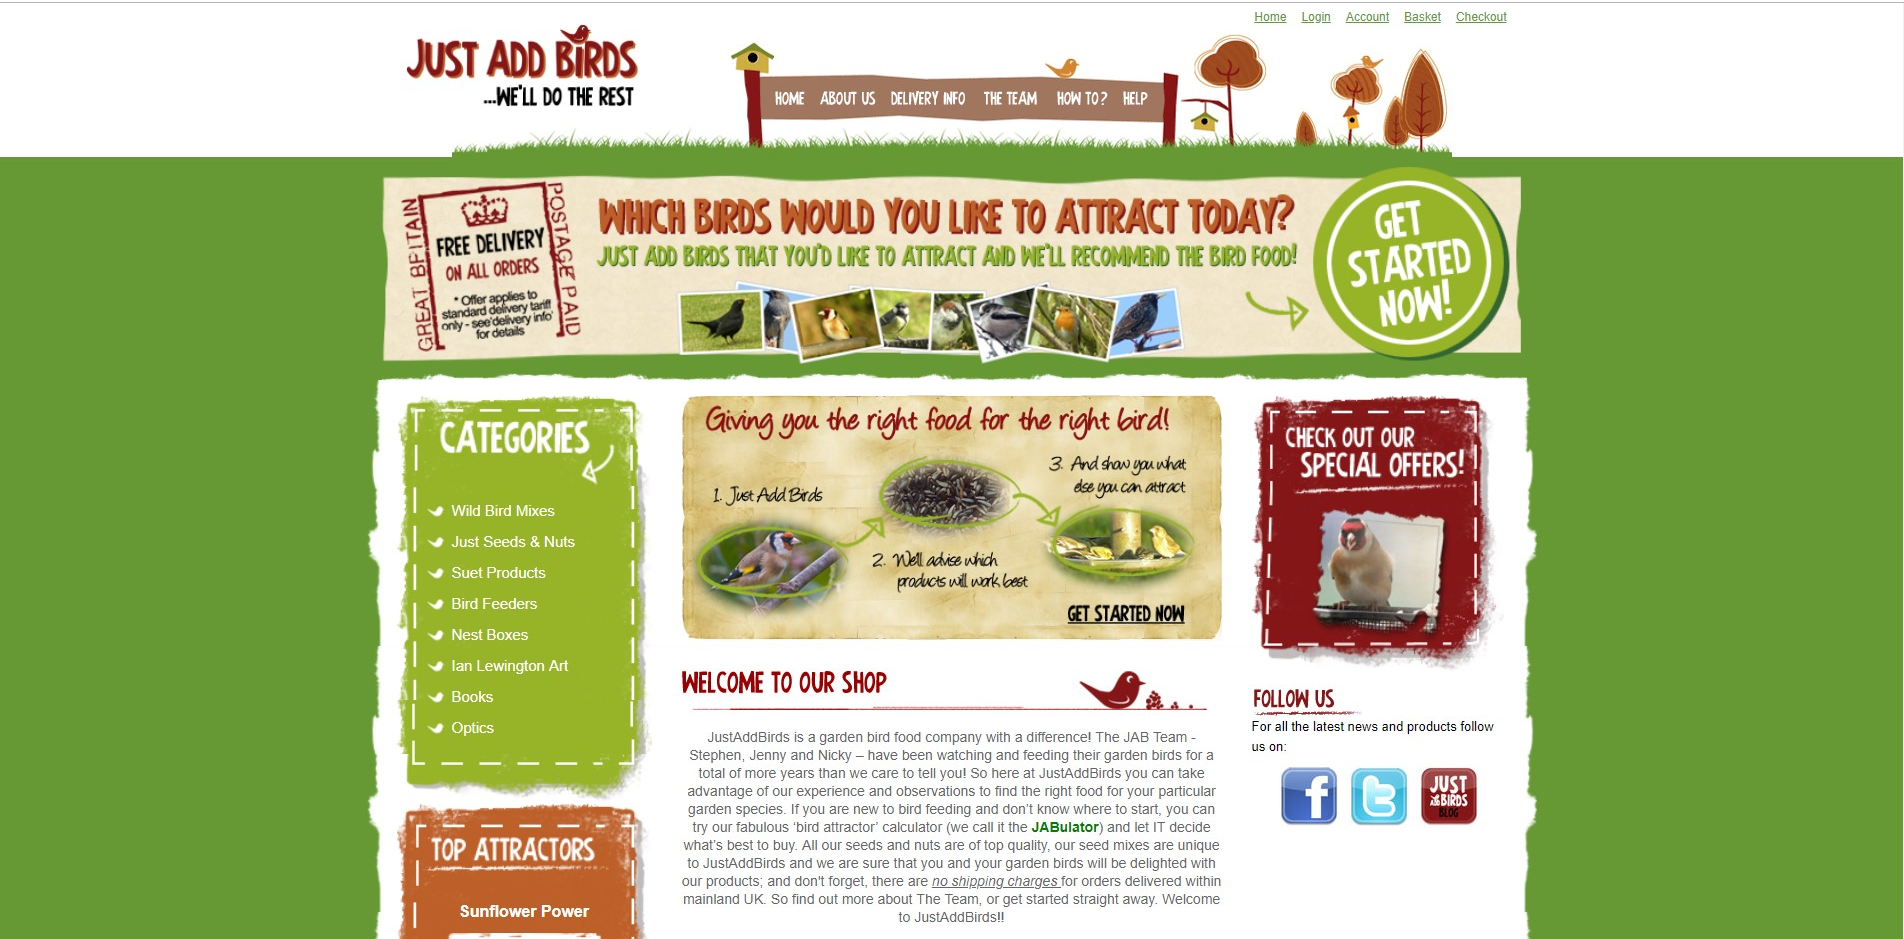 Home Login Account Basket Checkout
JUST ADD BIRDS
...WE'LL DO THE REST
HOME ABOUT US DELIVERY INFO THE TEAM HOW TO? HELP
GREAT BRITAIN
POSTAGE PAID
FREE DELIVERY
ON ALL ORDERS
* Offer applies to
standard delivery tariff
only - see 'delivery info'
for details
WHICH BIRDS WOULD YOU LIKE TO ATTRACT TODAY?
JUST ADD BIRDS THAT YOU'D LIKE TO ATTRACT AND WE'LL RECOMMEND THE BIRD FOOD!
GET
STARTED
NOW!
CATEGORIES
Wild Bird Mixes
Just Seeds & Nuts
Suet Products
Bird Feeders
Nest Boxes
Ian Lewington Art
Books
Optics
TOP ATTRACTORS
Sunflower Power
Giving you the right food for the right bird!
1. Just Add Birds
2. We'll advise which
products will work best
3. And show you what
else you can attract
GET STARTED NOW
WELCOME TO OUR SHOP
JustAddBirds is a garden bird food company with a difference! The JAB Team -
Stephen, Jenny and Nicky – have been watching and feeding their garden birds for a
total of more years than we care to tell you! So here at JustAddBirds you can take
advantage of our experience and observations to find the right food for your particular
garden species. If you are new to bird feeding and don't know where to start, you can
try our fabulous ‘bird attractor’ calculator (we call it the JABulator) and let IT decide
what's best to buy. All our seeds and nuts are of top quality, our seed mixes are unique
to JustAddBirds and we are sure that you and your garden birds will be delighted with
our products; and don't forget, there are no shipping charges for orders delivered within
mainland UK. So find out more about The Team, or get started straight away. Welcome
to JustAddBirds!!
CHECK OUT OUR
SPECIAL OFFERS!
FOLLOW US
For all the latest news and products follow
us on:
JUST
ADD BIRDS
BLOG